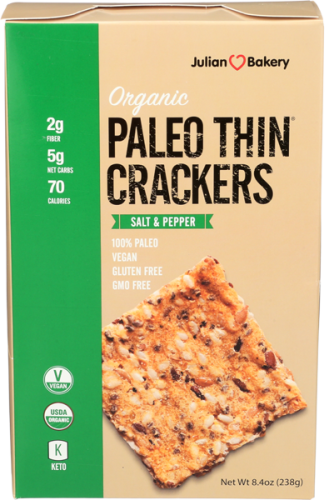 Julian Bakery
Organic
PALEO THIN®
CRACKERS
SALT & PEPPER
100% PALEO
VEGAN
GLUTEN FREE
GMO FREE
2g
FIBER
5g
NET CARBS
70
CALORIES
V
VEGAN
USDA
ORGANIC
K
KETO
Net Wt 8.4oz (238g)